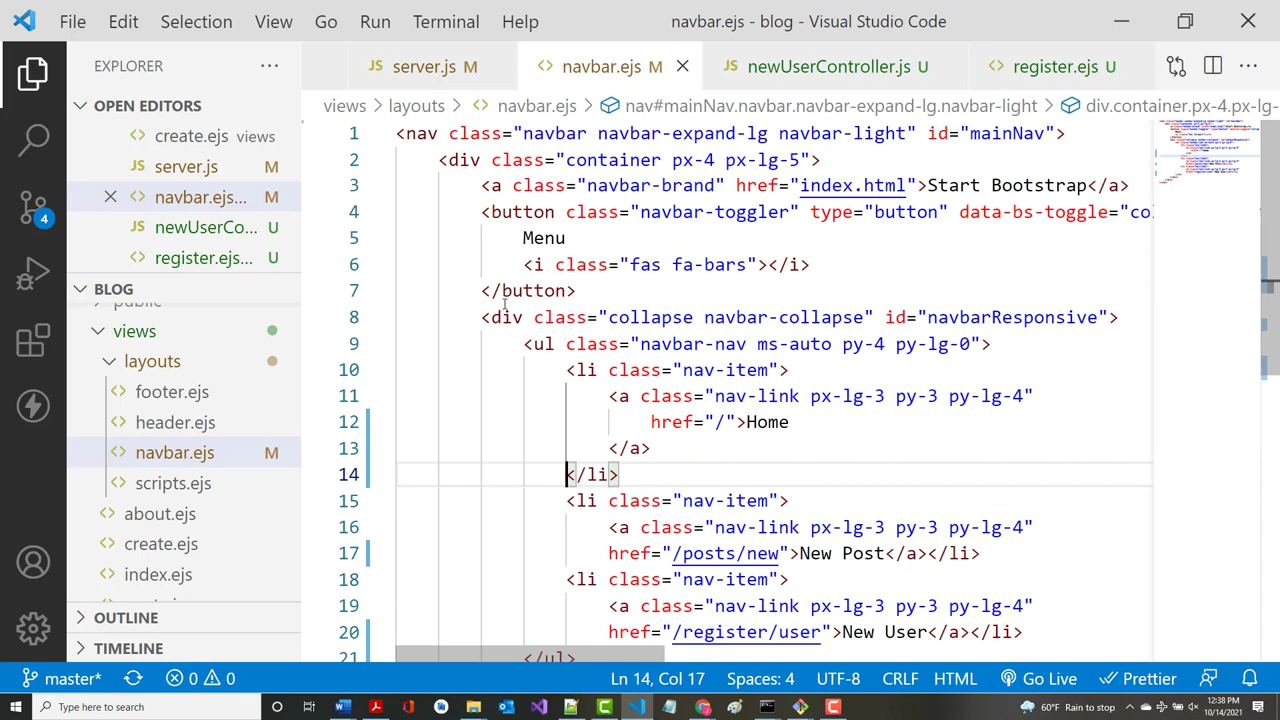 File Edit Selection View Go Run Terminal Help navbar.ejs - blog - Visual Studio Code
EXPLORER
OPEN EDITORS
create.ejs views
JS server.js M
navbar.ejs... M
JS newUserCo... U
register.ejs... U
BLOG
public
views
layouts
footer.ejs
header.ejs
navbar.ejs M
scripts.ejs
about.ejs
create.ejs
index.ejs
OUTLINE
TIMELINE
4
JS server.js M navbar.ejs M JS newUserController.js U register.ejs U
views > layouts > navbar.ejs > nav#mainNav.navbar.navbar-expand-lg.navbar-light > div.container.px-4.px-lg-
1 <nav class="navbar navbar-expand-lg navbar-light" id="mainNav">
2 <div class="container px-4 px-lg-5">
3 <a class="navbar-brand" href="index.html">Start Bootstrap</a>
4 <button class="navbar-toggler" type="button" data-bs-toggle="col
5 Menu
6 <i class="fas fa-bars"></i>
7 </button>
8 <div class="collapse navbar-collapse" id="navbarResponsive">
9 <ul class="navbar-nav ms-auto py-4 py-lg-0">
10 <li class="nav-item">
11 <a class="nav-link px-lg-3 py-3 py-lg-4"
12 href="/">Home
13 </a>
14 </li>
15 <li class="nav-item">
16 <a class="nav-link px-lg-3 py-3 py-lg-4"
17 href="/posts/new">New Post</a></li>
18 <li class="nav-item">
19 <a class="nav-link px-lg-3 py-3 py-lg-4"
20 href="/register/user">New User</a></li>
21 </ul>
master* 0 0 Ln 14, Col 17 Spaces: 4 UTF-8 CRLF HTML Go Live Prettier
Type here to search 60°F Rain to stop 12:38 PM
10/14/2021